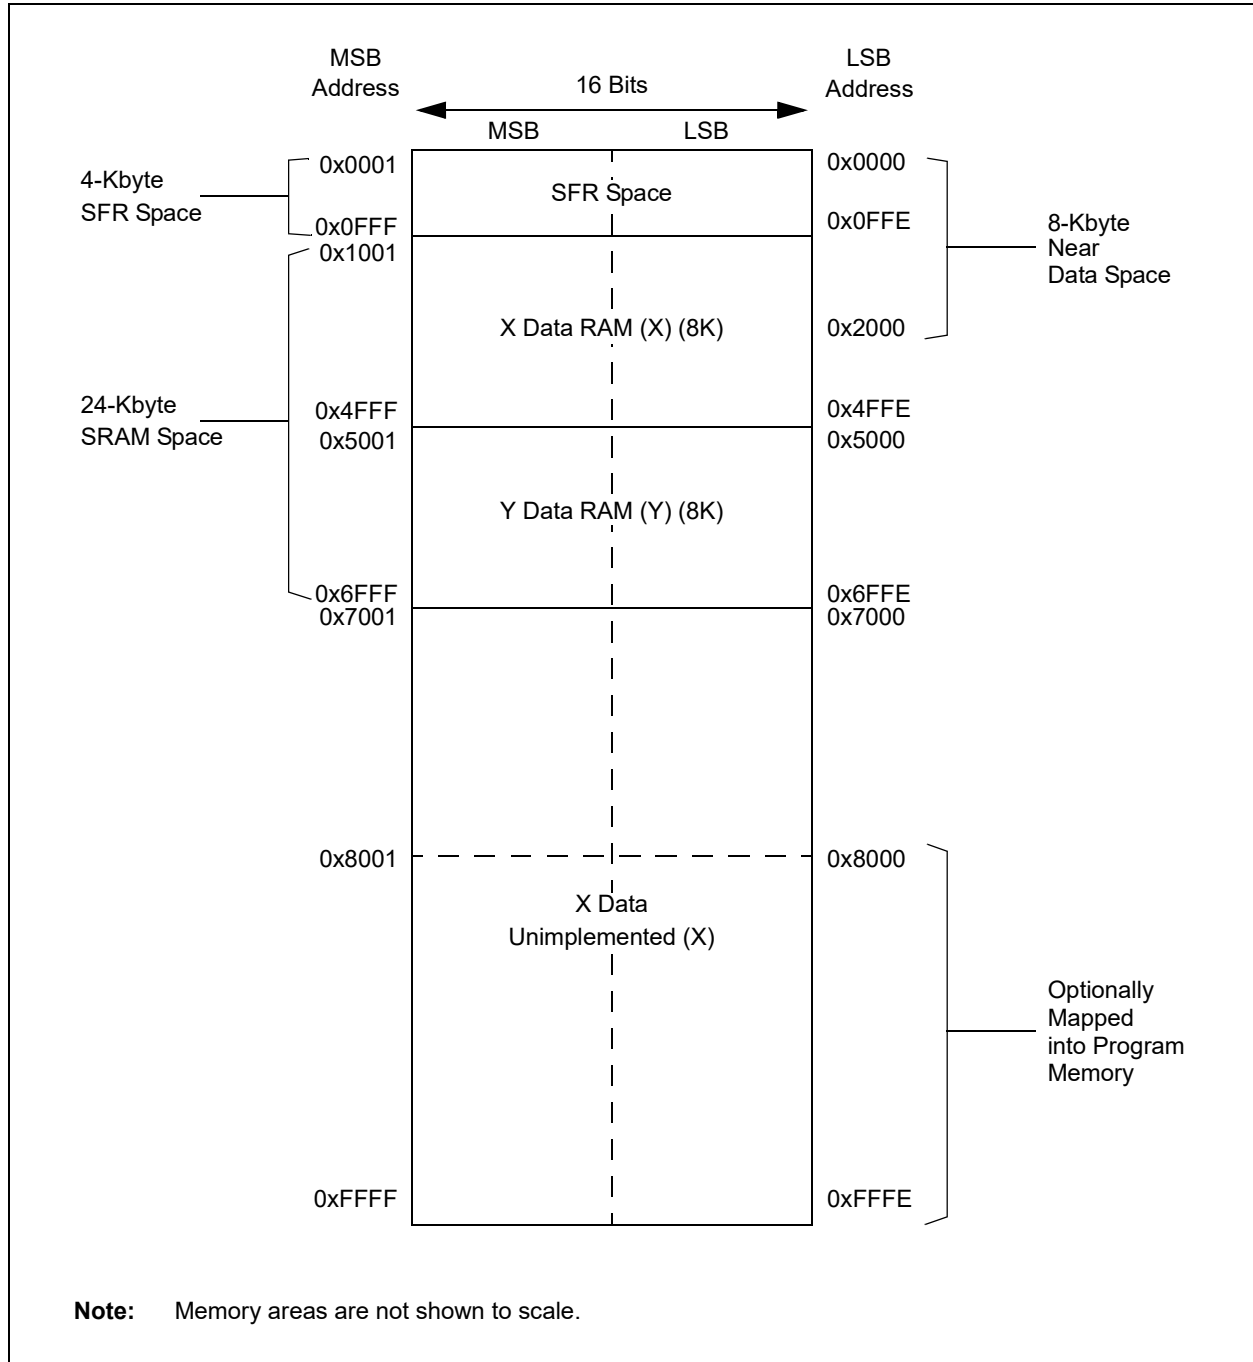 MSB
Address
16 Bits
LSB
Address
MSB
LSB
4-Kbyte
SFR Space
0x0001
0x0FFF
SFR Space
0x0000
0x0FFE
8-Kbyte
Near
Data Space
0x1001
X Data RAM (X) (8K)
0x2000
24-Kbyte
SRAM Space
0x4FFF
0x4FFE
0x5001
0x5000
Y Data RAM (Y) (8K)
0x6FFF
0x6FFE
0x7001
0x7000
0x8001
0x8000
X Data
Unimplemented (X)
Optionally
Mapped
into Program
Memory
0xFFFF
0xFFFE
Note: Memory areas are not shown to scale.